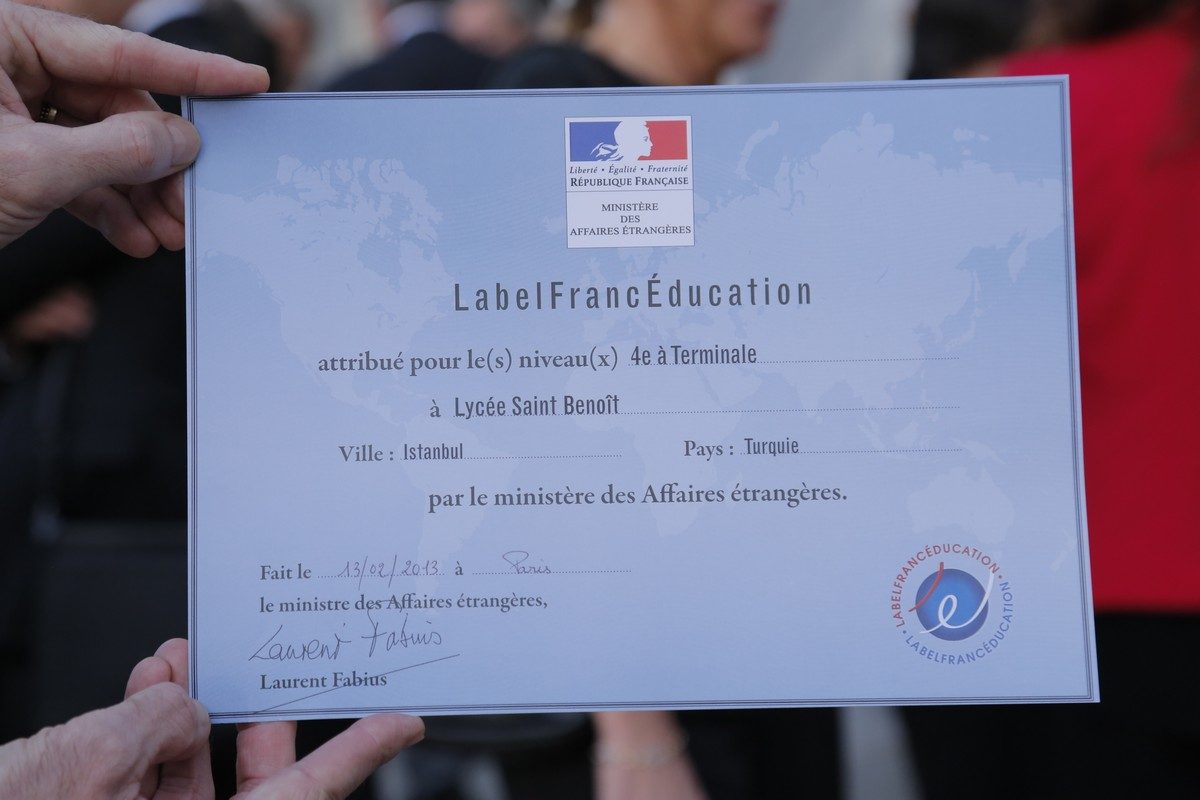 Liberté • Égalité • Fraternité
RÉPUBLIQUE FRANÇAISE
MINISTÈRE
DES
AFFAIRES ÉTRANGÈRES
LabelFrancÉducation
attribué pour le(s) niveau(x) 4e à Terminale
à Lycée Saint Benoît
Ville : Istanbul Pays : Turquie
par le ministère des Affaires étrangères.
Fait le 13/02/2013 à Paris
le ministre des Affaires étrangères,
Laurent Fabius
Laurent Fabius
LABELFRANCÉDUCATION • LABELFRANCÉDUCATION •